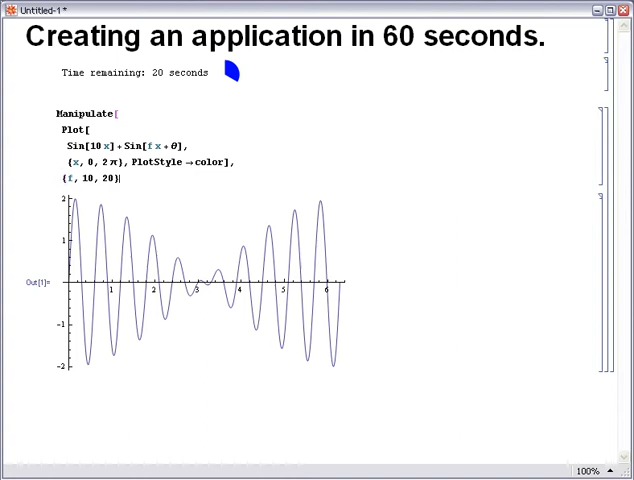 Untitled-1 *
Creating an application in 60 seconds.
Time remaining: 20 seconds
Manipulate[
Plot[
Sin[10 x] + Sin[f x + θ],
{x, 0, 2 π}, PlotStyle → color],
{f, 10, 20}
2
1
Out[1]=
1 2 3 4 5 6
-1
-2
100%